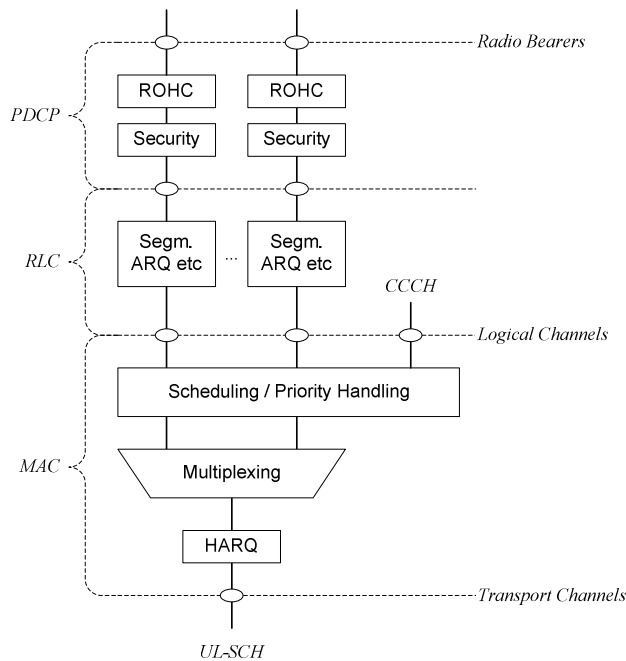 Radio Bearers
ROHC
ROHC
PDCP
Security
Security
Segm.
ARQ etc
...
Segm.
ARQ etc
RLC
CCCH
Logical Channels
Scheduling / Priority Handling
MAC
Multiplexing
HARQ
Transport Channels
UL-SCH